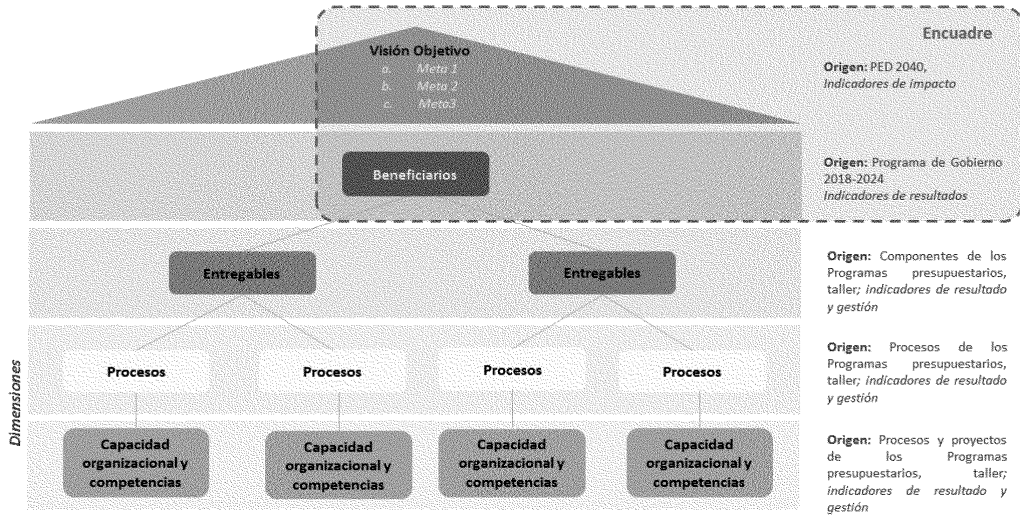 Encuadre
Visión Objetivo
a. Meta 1
b. Meta 2
c. Meta3
Origen: PED 2040,
Indicadores de impacto
Beneficiarios
Origen: Programa de Gobierno
2018-2024
Indicadores de resultados
Entregables
Entregables
Origen: Componentes de los
Programas presupuestarios,
taller; indicadores de resultado
y gestión
Dimensiones
Procesos
Procesos
Procesos
Procesos
Origen: Procesos de los
Programas presupuestarios,
taller; indicadores de resultado
y gestión
Capacidad
organizacional y
competencias
Capacidad
organizacional y
competencias
Capacidad
organizacional y
competencias
Capacidad
organizacional y
competencias
Origen: Procesos y proyectos
de los Programas
presupuestarios, taller;
indicadores de resultado y
gestión